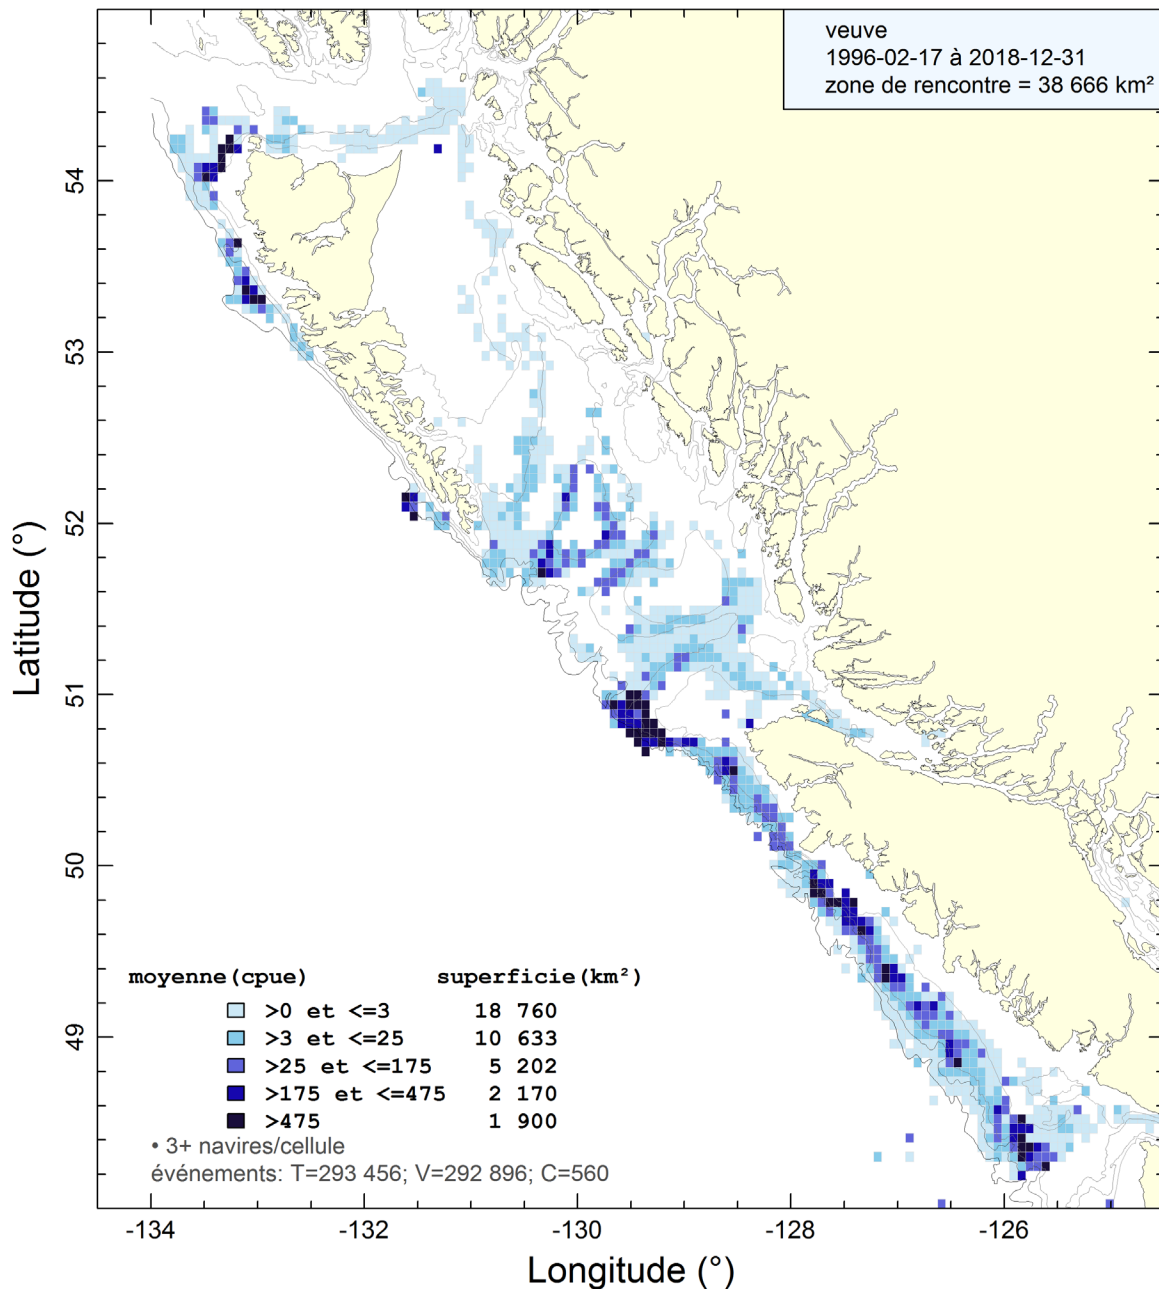 veuve
1996-02-17 à 2018-12-31
zone de rencontre = 38 666 km²
54
53
52
51
50
49
Latitude (°)
moyenne(cpue) superficie(km²)
>0 et <=3 18 760
>3 et <=25 10 633
>25 et <=175 5 202
>175 et <=475 2 170
>475 1 900
• 3+ navires/cellule
événements: T=293 456; V=292 896; C=560
-134 -132 -130 -128 -126
Longitude (°)